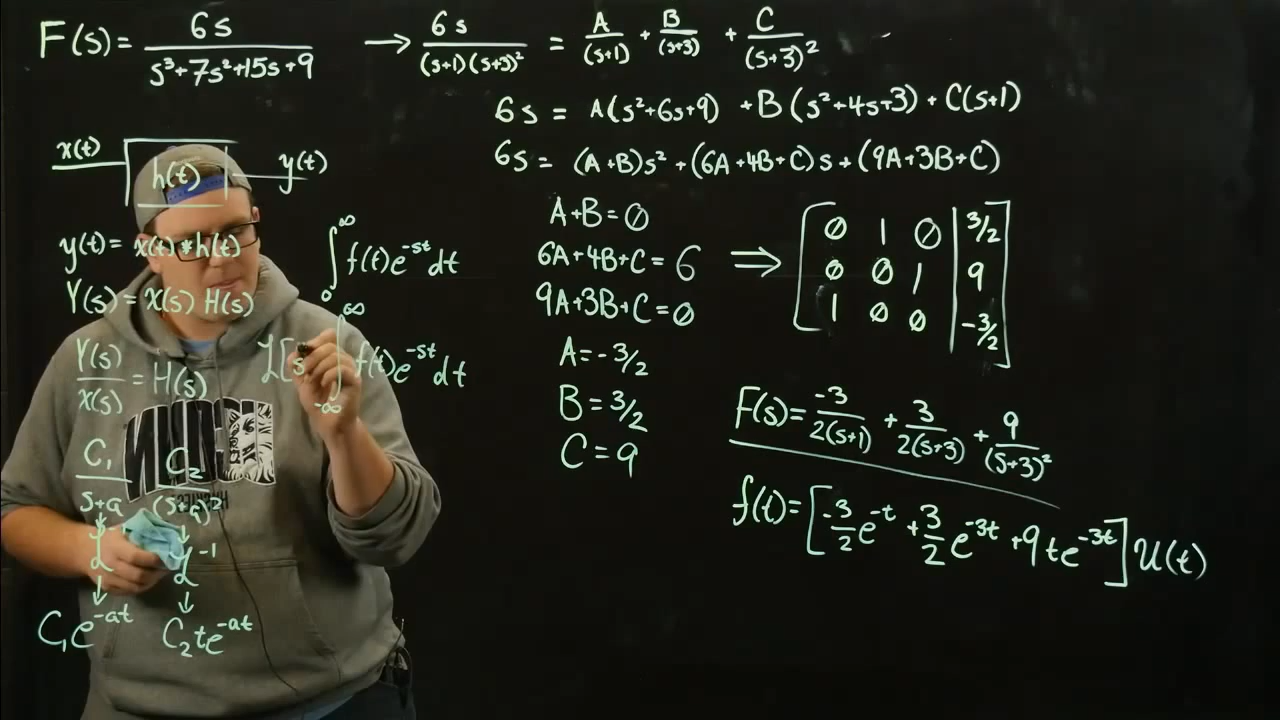 F(s) = 6s / (s³+7s²+15s+9) → 6s / ((s+1)(s+3)²) = A/(s+1) + B/(s+3) + C/(s+3)²
6s = A(s²+6s+9) + B(s²+4s+3) + C(s+1)
6s = (A+B)s² + (6A+4B+C)s + (9A+3B+C)
x(t) h(t) y(t)
y(t) = x(t) * h(t)
Y(s) = X(s) H(s)
Y(s)/X(s) = H(s)
C₁/(s+a) C₂/(s+a)²
↓ ↓
ℒ⁻¹ ℒ⁻¹
↓ ↓
C₁e^(-at) C₂te^(-at)
∫₀^∞ f(t)e^(-st)dt
ℒ[s ∫_(-∞)^∞ f(t)e^(-st)dt
A+B=0
6A+4B+C=6
9A+3B+C=0
⇒
[0 1 0 | 3/2]
[0 0 1 | 9]
[1 0 0 | -3/2]
A=-3/2
B=3/2
C=9
F(s) = -3/(2(s+1)) + 3/(2(s+3)) + 9/(s+3)²
f(t) = [-3/2 e^(-t) + 3/2 e^(-3t) + 9te^(-3t)] u(t)